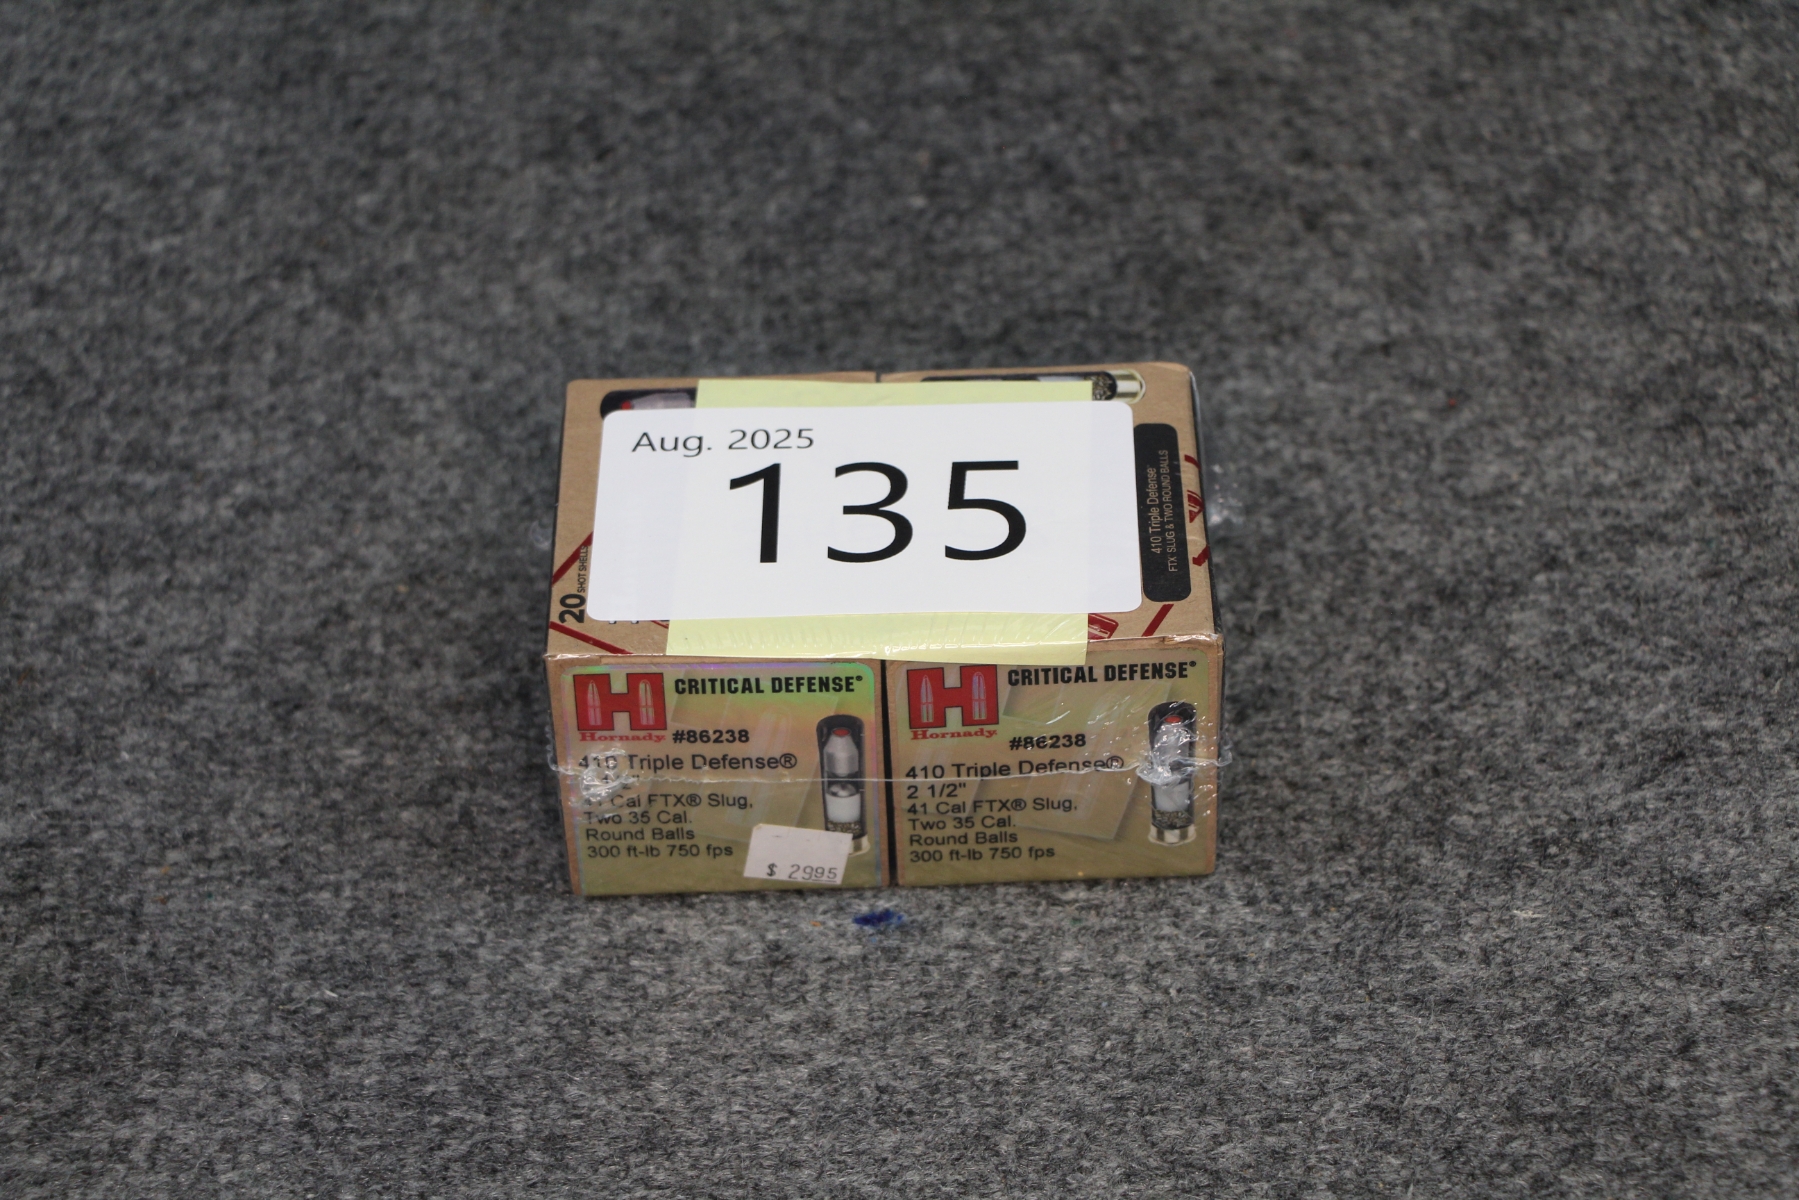 Aug. 2025
135
20 SHOT SHELLS
410 Triple Defense
FTX SLUG & TWO ROUND BALLS
H
Hornady
CRITICAL DEFENSE®
#86238
410 Triple Defense®
Cal FTX® Slug,
Two 35 Cal.
Round Balls
300 ft-lb 750 fps
$ 2995
H
Hornady
CRITICAL DEFENSE®
#86238
410 Triple Defense®
2 1/2"
41 Cal FTX® Slug,
Two 35 Cal.
Round Balls
300 ft-lb 750 fps